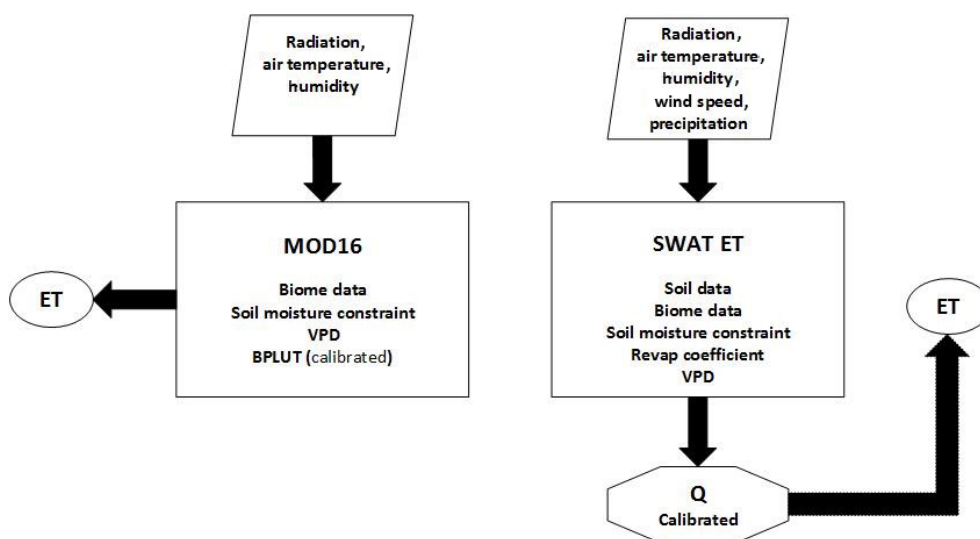 Radiation,
air temperature,
humidity
MOD16
Biome data
Soil moisture constraint
VPD
BPLUT (calibrated)
ET
Radiation,
air temperature,
humidity,
wind speed,
precipitation
SWAT ET
Soil data
Biome data
Soil moisture constraint
Revap coefficient
VPD
Q
Calibrated
ET